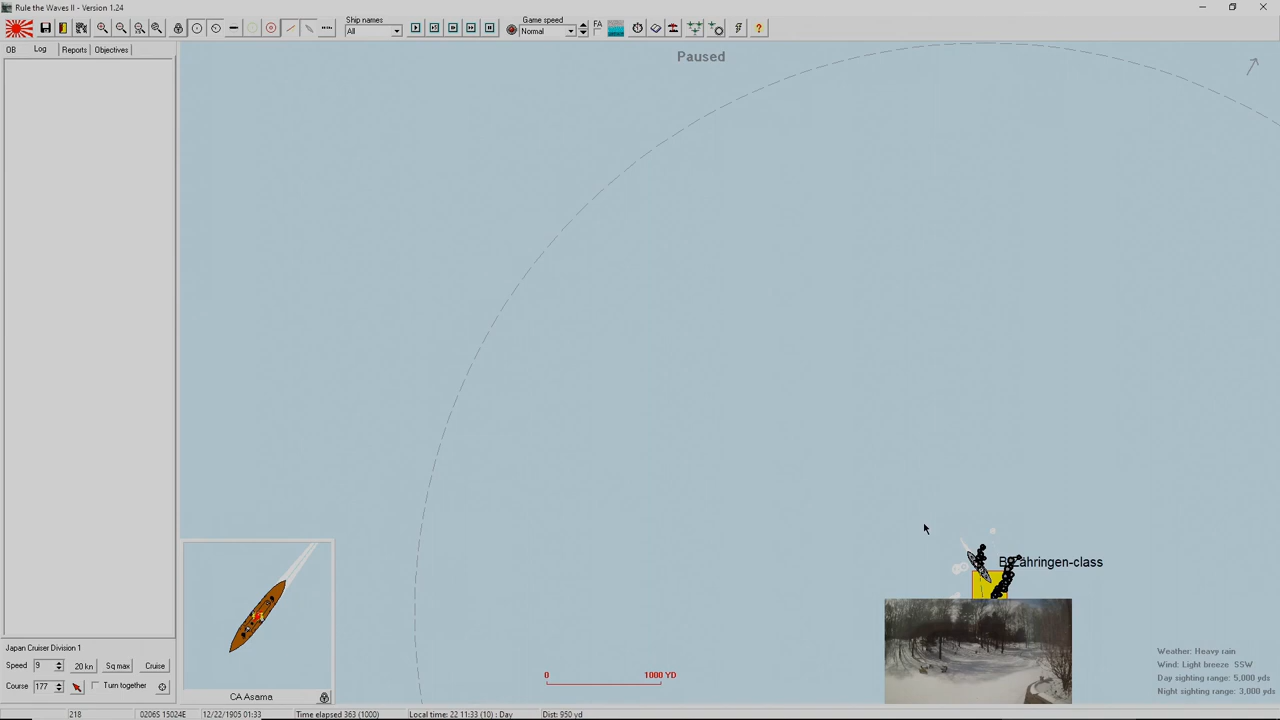 Rule the Waves II - Version 1.24
Ship names
All
Game speed
Normal
FA
OB Log Reports Objectives
Paused
B Zähringen-class
1000 YD
0
CA Asama
Japan Cruiser Division 1
Speed 9 20 kn Sq max Cruise
Course 177 Turn together
Weather: Heavy rain
Wind: Light breeze SSW
Day sighting range: 5,000 yds
Night sighting range: 3,000 yds
218 0206S 15024E 12/22/1905 01:33 Time elapsed 363 (1000) Local time: 22 11:33 (10) : Day Dist: 950 yd